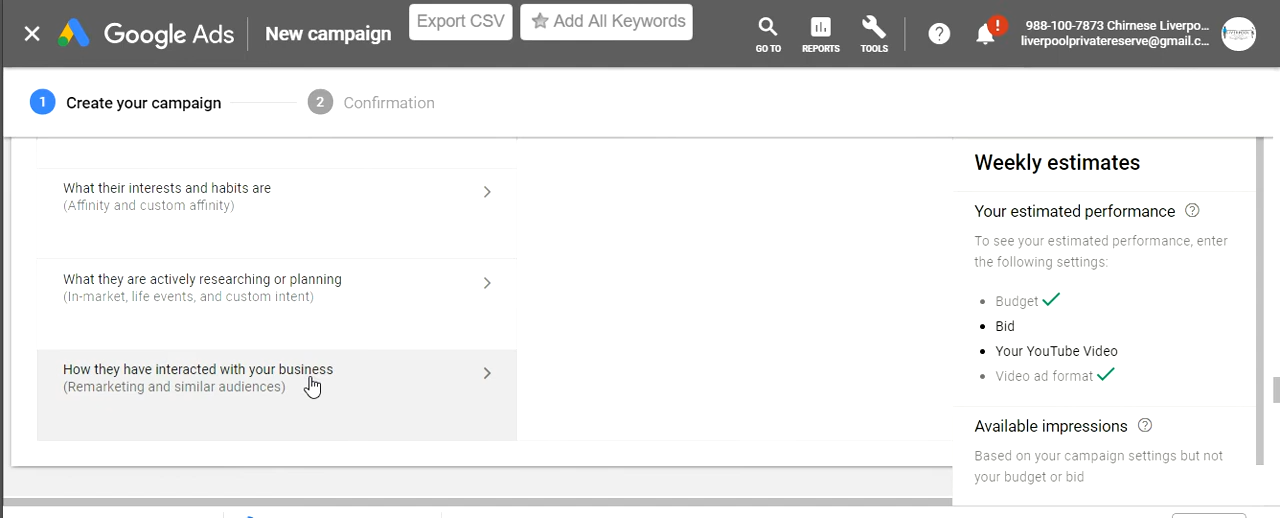 Export CSV
Add All Keywords
Google Ads
New campaign
GO TO
REPORTS
TOOLS
?
!
988-100-7873 Chirnese Liverpo...
liverpoolprivatereserve@gmail.c...
1 Create your campaign
2 Confirmation
What their interests and habits are
(Affinity and custom affinity)
What they are actively researching or planning
(In-market, life events, and custom intent)
How they have interacted with your business
(Remarketing and similar audiences)
Weekly estimates
Your estimated performance ?
To see your estimated performance, enter
the following settings:
Budget
Bid
Your YouTube Video
Video ad format
Available impressions ?
Based on your campaign settings but not
your budget or bid